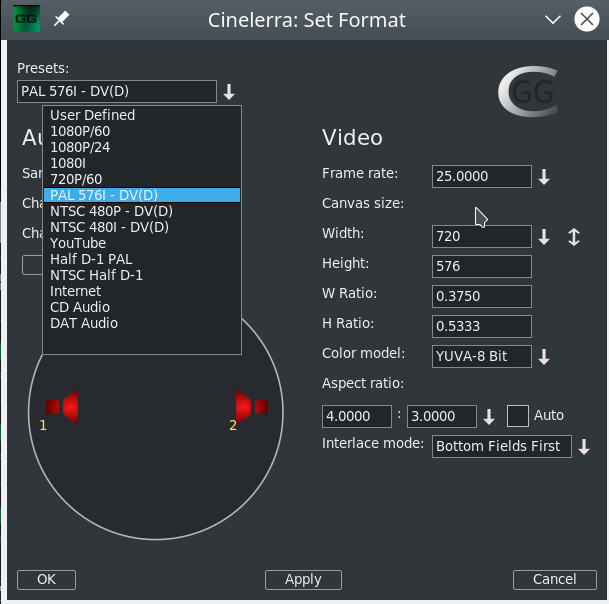 GG
Cinelerra: Set Format
Presets:
PAL 576I - DV(D)
GG
User Defined
1080P/60
1080P/24
1080I
720P/60
PAL 576I - DV(D)
NTSC 480P - DV(D)
NTSC 480I - DV(D)
YouTube
Half D-1 PAL
NTSC Half D-1
Internet
CD Audio
DAT Audio
Au
Sar
Cha
Cha
1
2
Video
Frame rate: 25.0000
Canvas size:
Width: 720
Height: 576
W Ratio: 0.3750
H Ratio: 0.5333
Color model: YUVA-8 Bit
Aspect ratio:
4.0000 : 3.0000 Auto
Interlace mode: Bottom Fields First
OK
Apply
Cancel